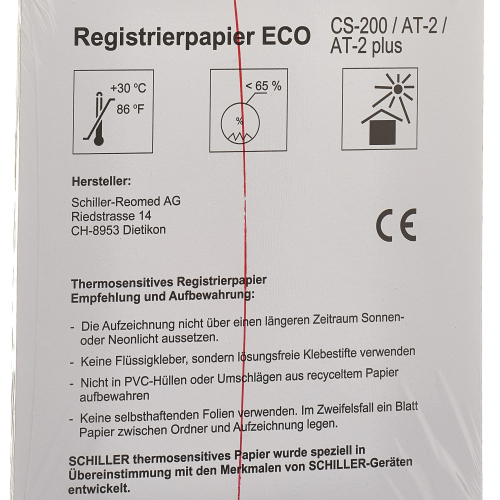 Registrierpapier ECO
CS-200 / AT-2 /
AT-2 plus
+30 ºC
86 ºF
< 65 %
%
Hersteller:
Schiller-Reomed AG
Riedstrasse 14
CH-8953 Dietikon
CE
Thermosensitives Registrierpapier
Empfehlung und Aufbewahrung:
- Die Aufzeichnung nicht über einen längeren Zeitraum Sonnen-
oder Neonlicht aussetzen.
- Keine Flüssigkleber, sondern lösungsfreie Klebestifte verwenden
- Nicht in PVC-Hüllen oder Umschlägen aus recyceltem Papier
aufbewahren
- Keine selbsthaftenden Folien verwenden. Im Zweifelsfall ein Blatt
Papier zwischen Ordner und Aufzeichnung legen.
SCHILLER thermosensitives Papier wurde speziell in
Übereinstimmung mit den Merkmalen von SCHILLER-Geräten
entwickelt.